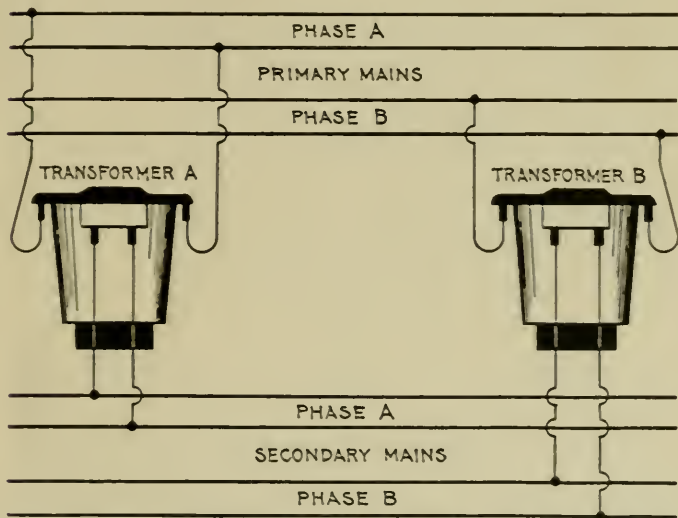 PHASE A
PRIMARY MAINS
PHASE B
TRANSFORMER A
TRANSFORMER B
PHASE A
SECONDARY MAINS
PHASE B